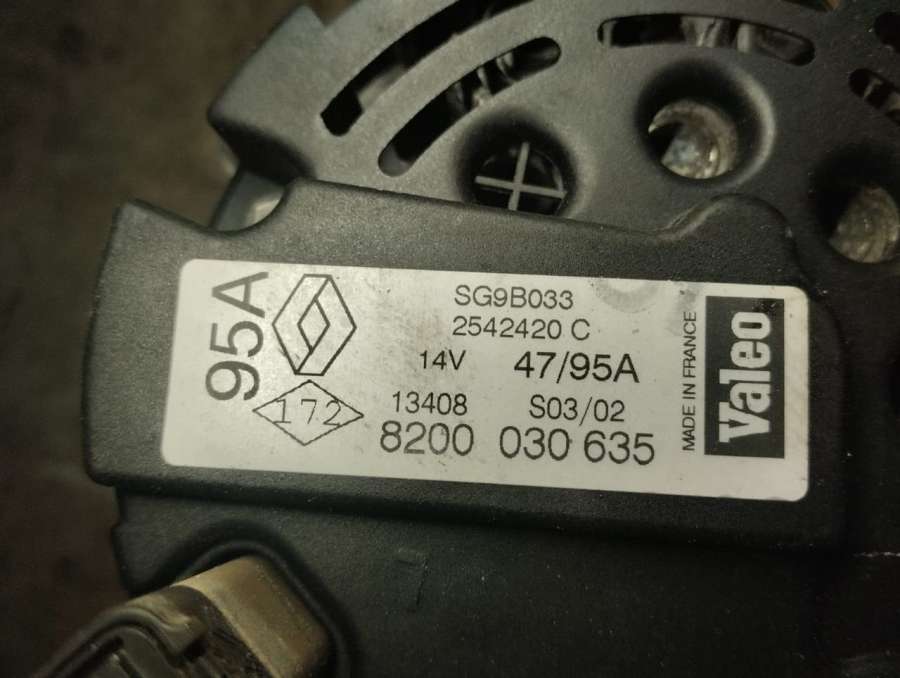 95A
SG9B033
2542420 C
14V 47/95A
172
13408 S03/02
8200 030 635
MADE IN FRANCE
Valeo